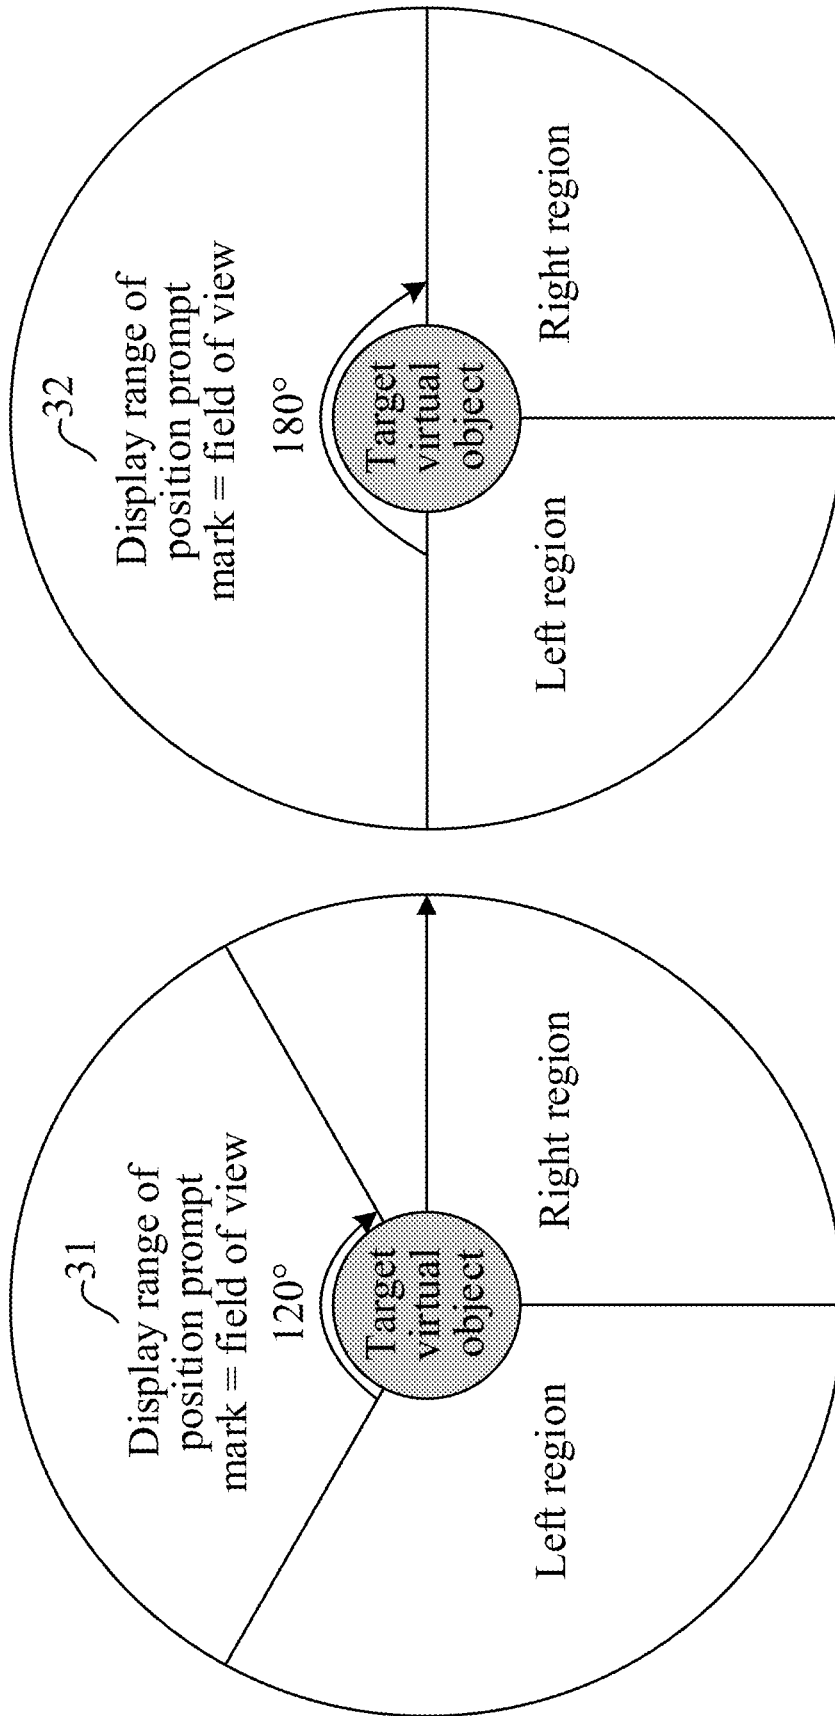 31
Display range of
position prompt
mark = field of view
120°
Target
virtual
object
Left region
Right region
32
Display range of
position prompt
mark = field of view
180°
Target
virtual
object
Left region
Right region